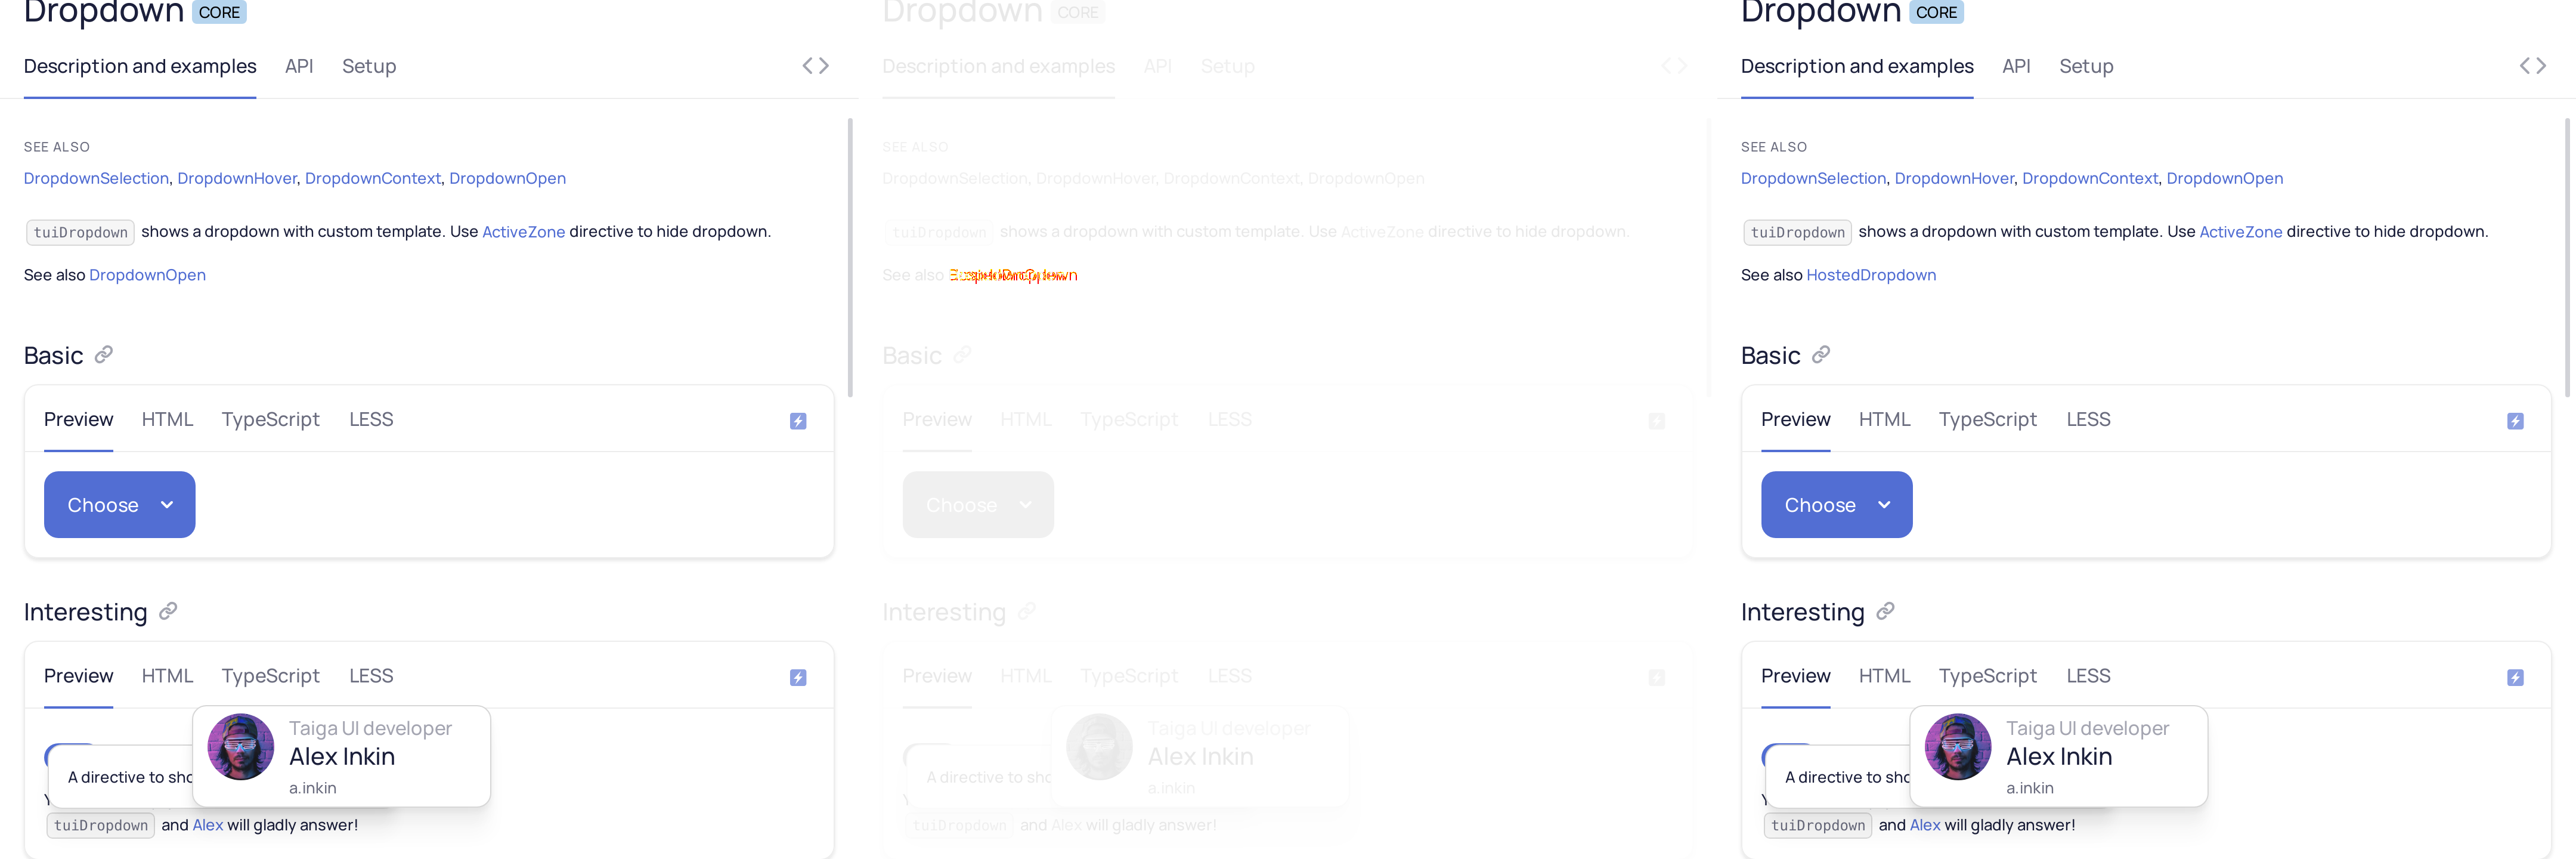 Dropdown CORE
Description and examples API Setup
SEE ALSO
DropdownSelection, DropdownHover, DropdownContext, DropdownOpen
tuiDropdown shows a dropdown with custom template. Use ActiveZone directive to hide dropdown.
See also DropdownOpen
Basic
Preview HTML TypeScript LESS
Choose
Interesting
Preview HTML TypeScript LESS
Taiga UI developer
Alex Inkin
A directive to sho
a.inkin
tuiDropdown and Alex will gladly answer!
Dropdown CORE
Description and examples API Setup
SEE ALSO
DropdownSelection, DropdownHover, DropdownContext, DropdownOpen
tuiDropdown shows a dropdown with custom template. Use ActiveZone directive to hide dropdown.
See also
Basic
Preview HTML TypeScript LESS
Choose
Interesting
Preview HTML TypeScript LESS
Taiga UI developer
Alex Inkin
A directive to sho
a.inkin
tuiDropdown and Alex will gladly answer!
Dropdown CORE
Description and examples API Setup
SEE ALSO
DropdownSelection, DropdownHover, DropdownContext, DropdownOpen
tuiDropdown shows a dropdown with custom template. Use ActiveZone directive to hide dropdown.
See also HostedDropdown
Basic
Preview HTML TypeScript LESS
Choose
Interesting
Preview HTML TypeScript LESS
Taiga UI developer
Alex Inkin
A directive to sho
a.inkin
tuiDropdown and Alex will gladly answer!